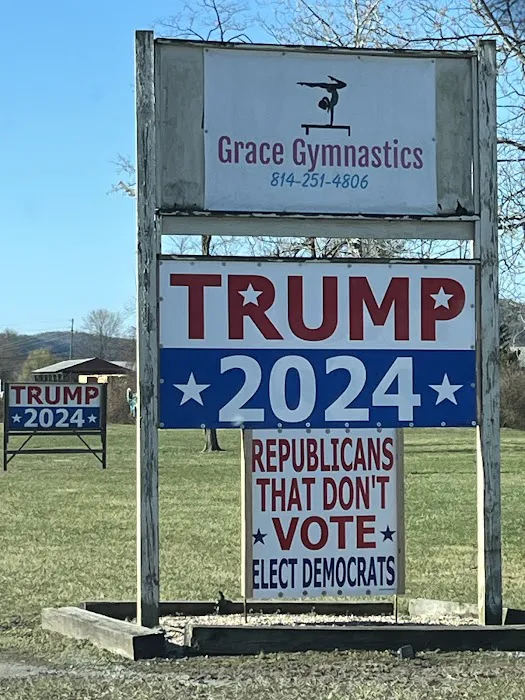 Grace Gymnastics
814-251-4806
TRUMP
2024
TRUMP
2024
REPUBLICANS
THAT DON'T
VOTE
ELECT DEMOCRATS